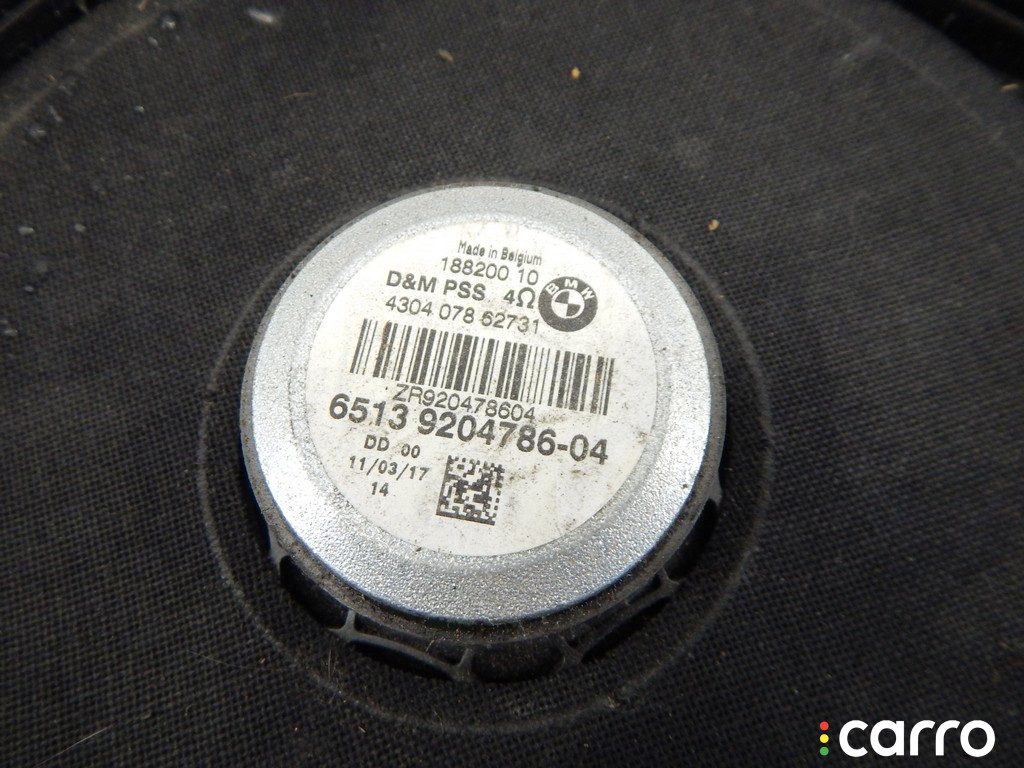 Made in Belgium
188200 10
D&M PSS 4Ω
BMW
4304 078 62731
ZR920478604
6513 9204786-04
DD 00
11/03/17
14
carro